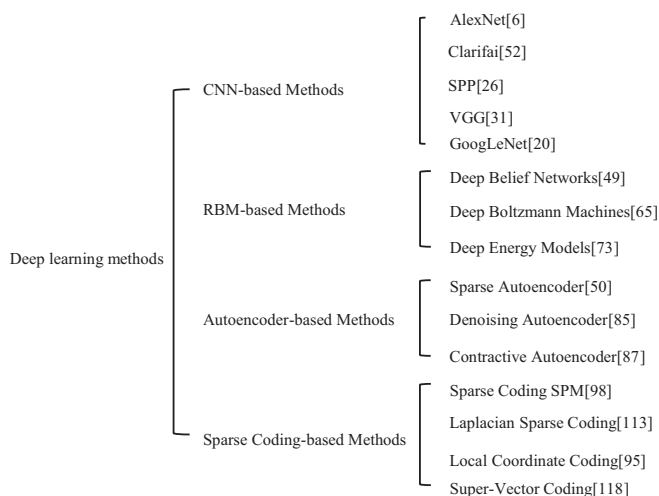 Deep learning methods
CNN-based Methods
AlexNet[6]
Clarifai[52]
SPP[26]
VGG[31]
GoogLeNet[20]
RBM-based Methods
Deep Belief Networks[49]
Deep Boltzmann Machines[65]
Deep Energy Models[73]
Autoencoder-based Methods
Sparse Autoencoder[50]
Denoising Autoencoder[85]
Contractive Autoencoder[87]
Sparse Coding-based Methods
Sparse Coding SPM[98]
Laplacian Sparse Coding[113]
Local Coordinate Coding[95]
Super-Vector Coding[118]